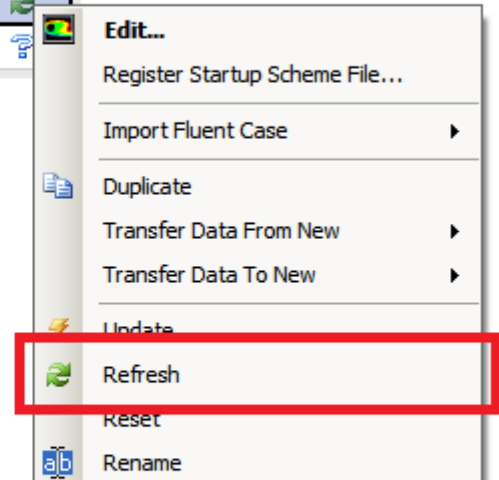 Edit...
Register Startup Scheme File...
Import Fluent Case
Duplicate
Transfer Data From New
Transfer Data To New
Update
Refresh
Reset
Rename